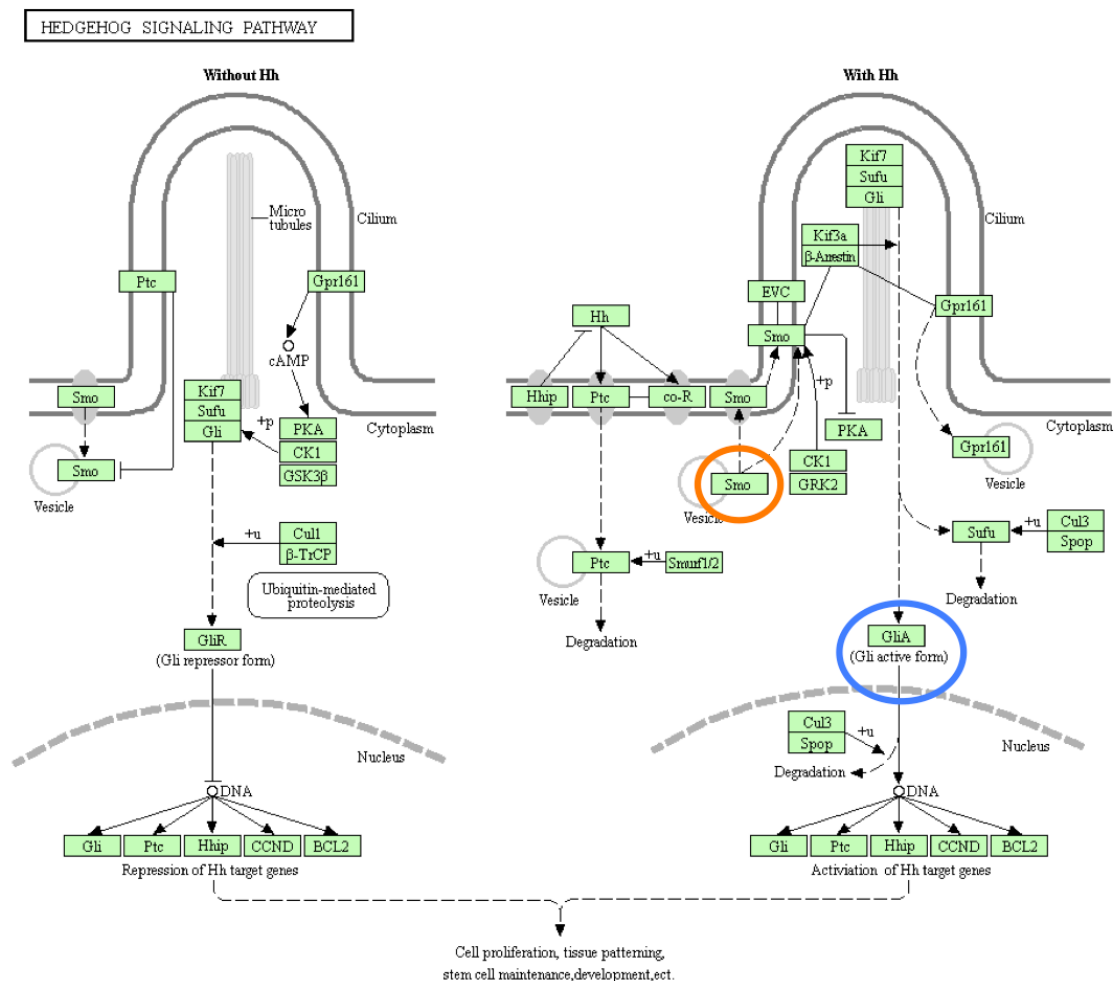 HEDGEHOG SIGNALING PATHWAY
Without Hh
Micro
tubules
Cilium
Ptc
Gpr161
cAMP
Smo
Kif7
Sufu
Gli
+p
PKA
CK1
GSK3β
Cytoplasm
Smo
Vesicle
+u
Cul1
β-TrCP
Ubiquitin-mediated
proteolysis
GliR
(Gli repressor form)
Nucleus
DNA
Gli
Ptc
Hhip
CCND
BCL2
Repression of Hh target genes
With Hh
Kif7
Sufu
Gli
Cilium
Kif3a
β-Arrestin
EVC
Gpr161
Hh
Smo
+p
Hhip
Ptc
co-R
Smo
PKA
Cytoplasm
CK1
GRK2
Gpr161
Vesicle
Smo
Vesicle
Sufu
+u
Cul3
Spop
Degradation
Ptc
+u
Smurf1/2
Vesicle
Degradation
GliA
(Gli active form)
Cul3
Spop
+u
Degradation
Nucleus
DNA
Gli
Ptc
Hhip
CCND
BCL2
Activiation of Hh target genes
Cell proliferation, tissue patterning,
stem cell maintenance,development,ect.